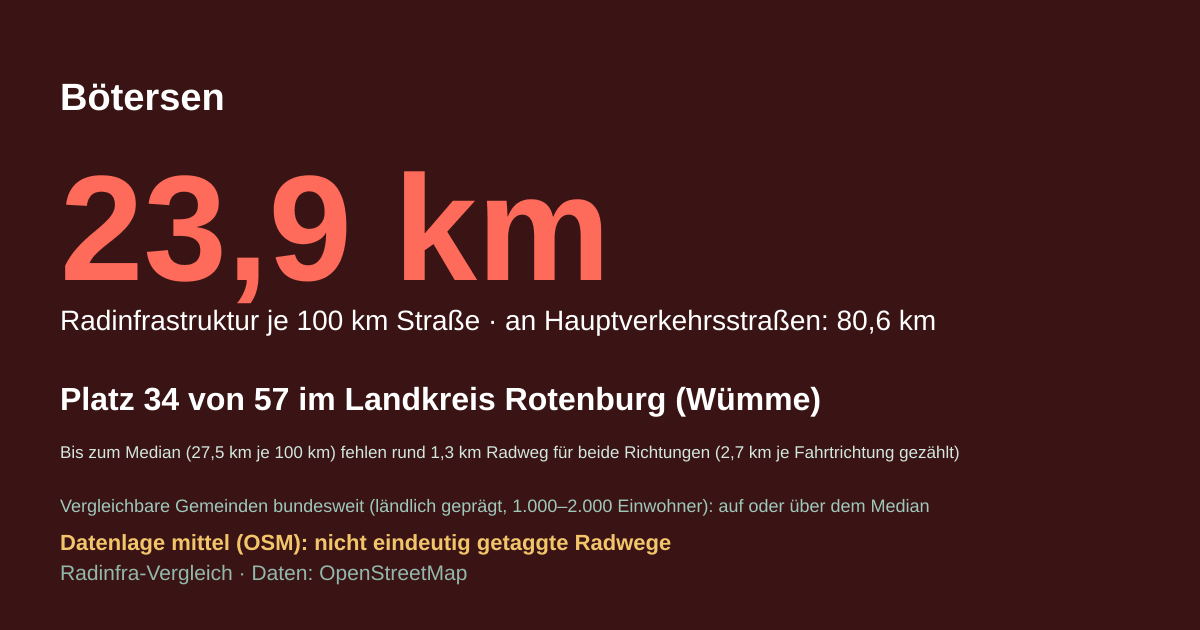 Bötersen
23,9 km
Radinfrastruktur je 100 km Straße · an Hauptverkehrsstraßen: 80,6 km
Platz 34 von 57 im Landkreis Rotenburg (Wümme)
Bis zum Median (27,5 km je 100 km) fehlen rund 1,3 km Radweg für beide Richtungen (2,7 km je Fahrtrichtung gezählt)
Vergleichbare Gemeinden bundesweit (ländlich geprägt, 1.000–2.000 Einwohner): auf oder über dem Median
Datenlage mittel (OSM): nicht eindeutig getaggte Radwege
Radinfra-Vergleich · Daten: OpenStreetMap